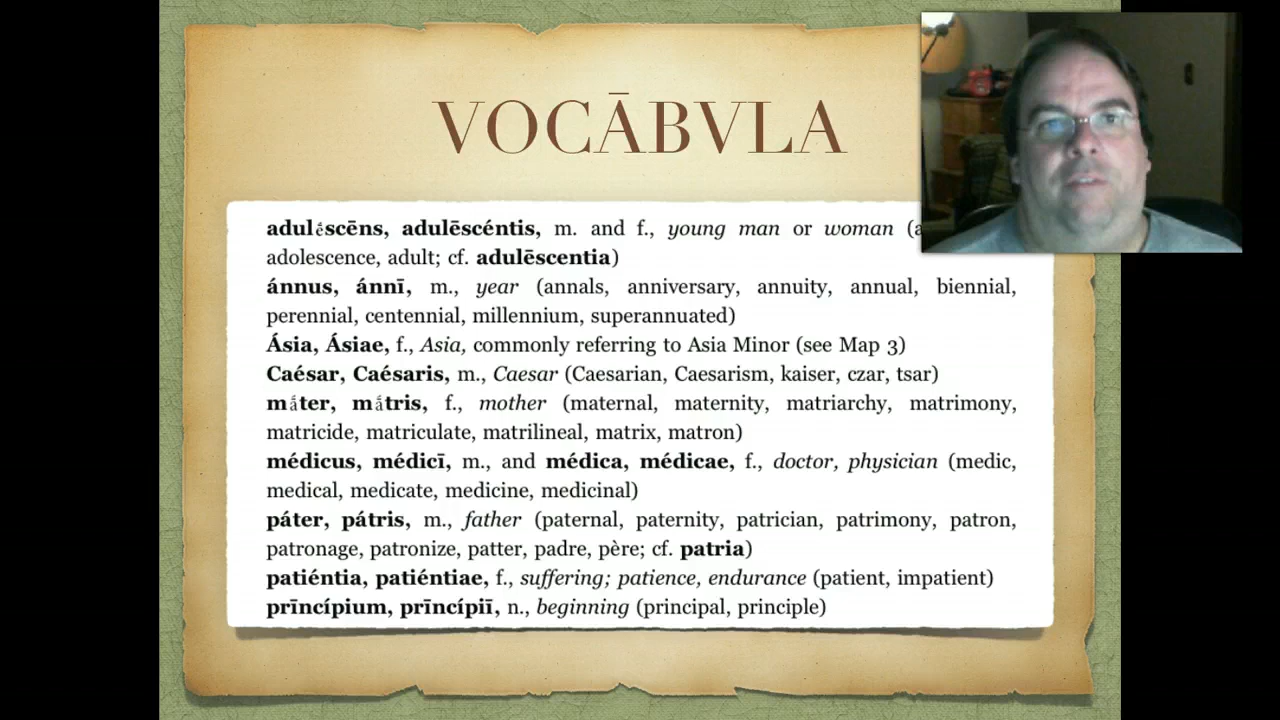 VOCĀBVLA
adulḗscēns, adulēscéntis, m. and f., young man or woman
adolescence, adult; cf. adulēscentia)
ánnus, ánnī, m., year (annals, anniversary, annuity, annual, biennial,
perennial, centennial, millennium, superannuated)
Ásia, Ásiae, f., Asia, commonly referring to Asia Minor (see Map 3)
Caésar, Caésaris, m., Caesar (Caesarian, Caesarism, kaiser, czar, tsar)
mā́ter, mā́tris, f., mother (maternal, maternity, matriarchy, matrimony,
matricide, matriculate, matrilineal, matrix, matron)
médicus, médicī, m., and médica, médicae, f., doctor, physician (medic,
medical, medicate, medicine, medicinal)
páter, pátris, m., father (paternal, paternity, patrician, patrimony, patron,
patronage, patronize, patter, padre, père; cf. patria)
patiéntia, patiéntiae, f., suffering; patience, endurance (patient, impatient)
prīncípium, prīncípiī, n., beginning (principal, principle)